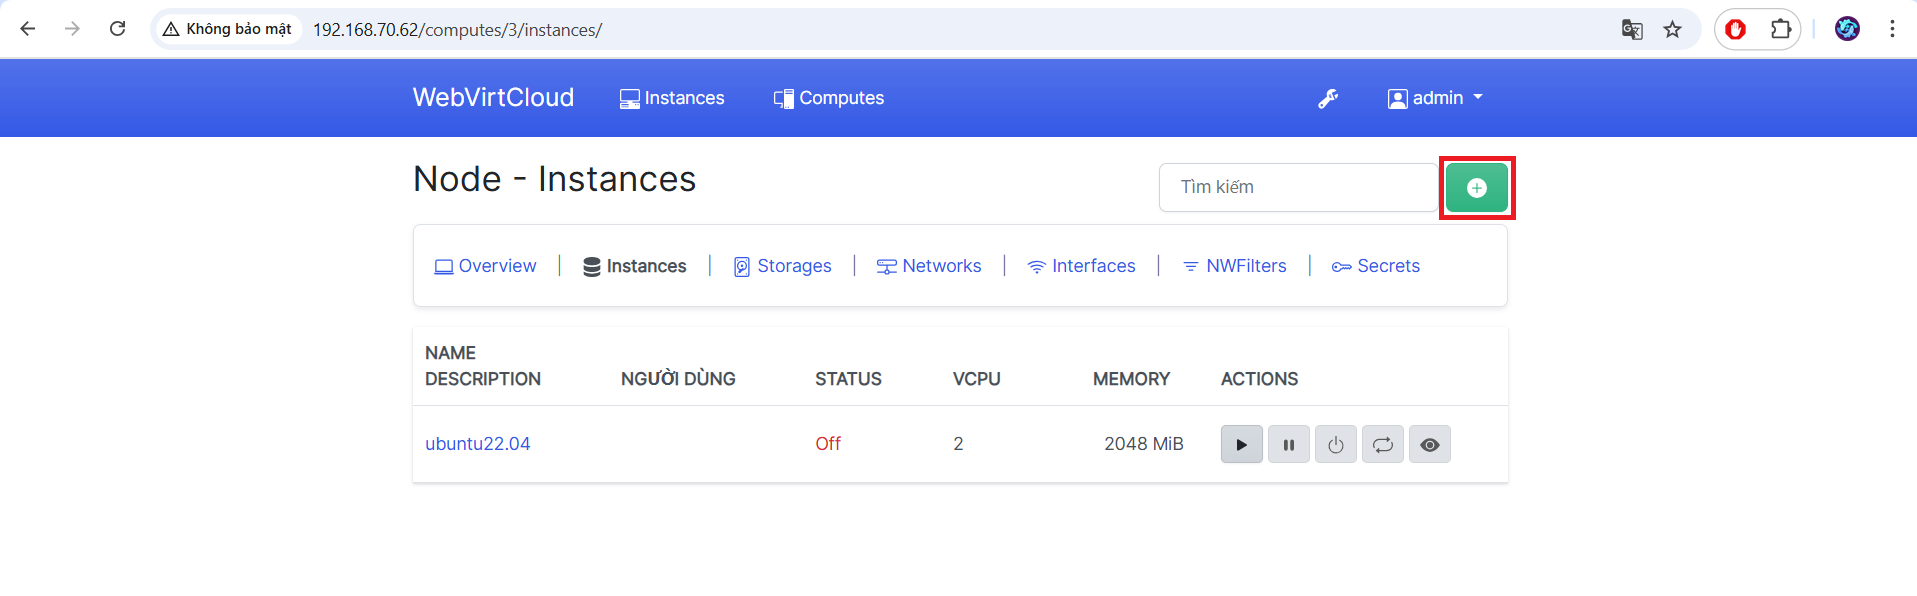 Không bảo mật 192.168.70.62/computes/3/instances/
WebVirtCloud Instances Computes admin
Node - Instances Tìm kiếm
Overview | Instances | Storages | Networks | Interfaces | NWFilters | Secrets
NAME
DESCRIPTION NGƯỜI DÙNG STATUS VCPU MEMORY ACTIONS
ubuntu22.04 Off 2 2048 MiB